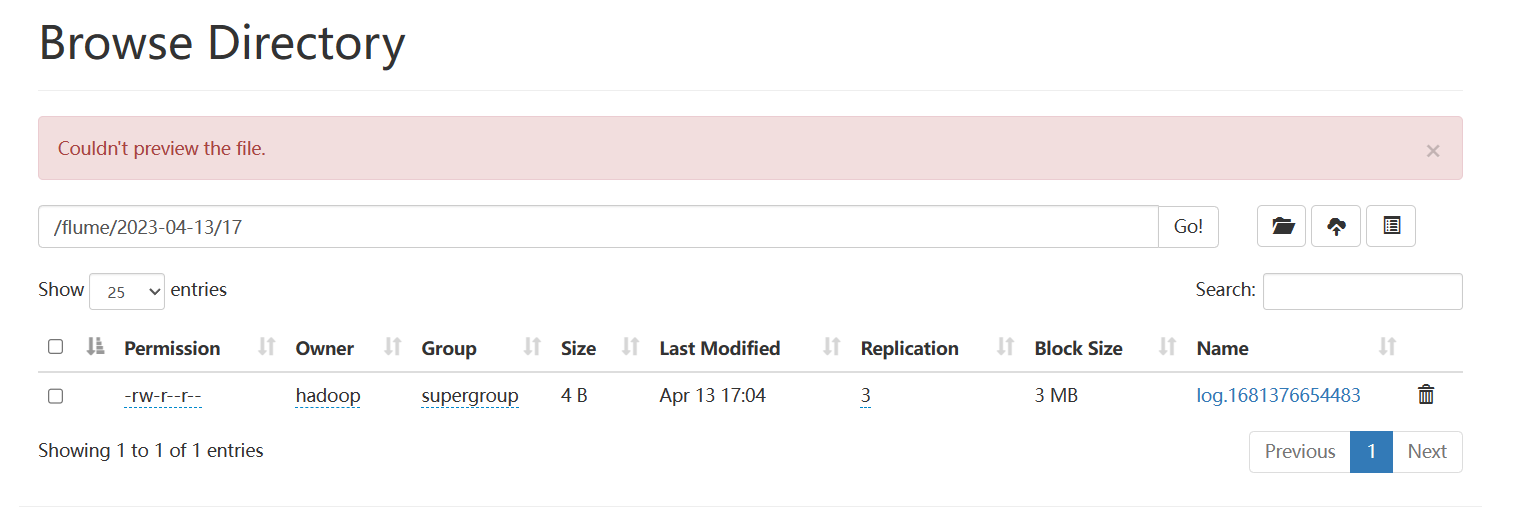 Browse Directory
Couldn't preview the file. ×
/flume/2023-04-13/17 Go!
Show 25 entries Search:
Permission Owner Group Size Last Modified Replication Block Size Name
-rw-r--r-- hadoop supergroup 4 B Apr 13 17:04 3 3 MB log.1681376654483
Showing 1 to 1 of 1 entries Previous 1 Next